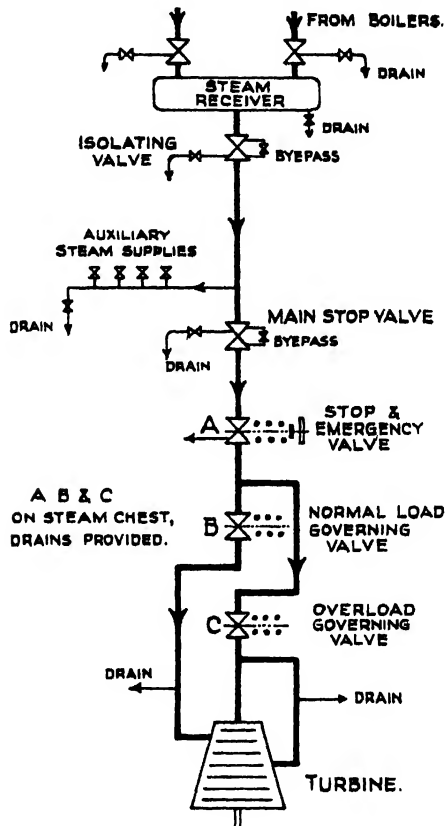 FROM BOILERS.
STEAM
RECEIVER
DRAIN
DRAIN
ISOLATING
VALVE
BYEPASS
AUXILIARY
STEAM SUPPLIES
DRAIN
MAIN STOP VALVE
BYEPASS
DRAIN
A
STOP &
EMERGENCY
VALVE
A B & C
ON STEAM CHEST,
DRAINS PROVIDED.
B
NORMAL LOAD
GOVERNING
VALVE
C
OVERLOAD
GOVERNING
VALVE
DRAIN
DRAIN
TURBINE.